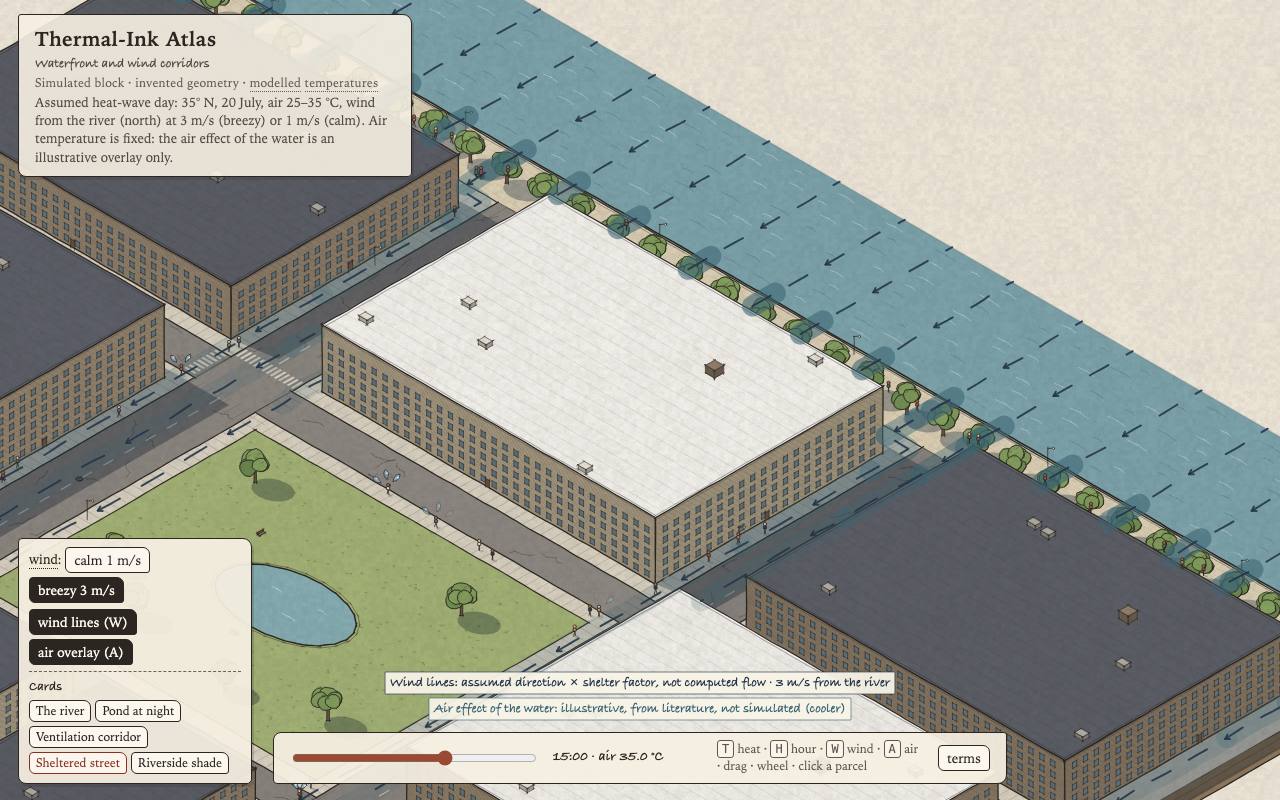 Thermal-Ink Atlas
Waterfront and wind corridors
Simulated block · invented geometry · modelled temperatures
Assumed heat-wave day: 35° N, 20 July, air 25–35 °C, wind
from the river (north) at 3 m/s (breezy) or 1 m/s (calm). Air
temperature is fixed: the air effect of the water is an
illustrative overlay only.
wind: calm 1 m/s
breezy 3 m/s
wind lines (W)
air overlay (A)
Cards
The river Pond at night
Ventilation corridor
Sheltered street Riverside shade
Wind lines: assumed direction × shelter factor, not computed flow · 3 m/s from the river
Air effect of the water: illustrative, from literature, not simulated (cooler)
15:00 · air 35.0 °C
T heat · H hour · W wind · A air
· drag · wheel · click a parcel
terms